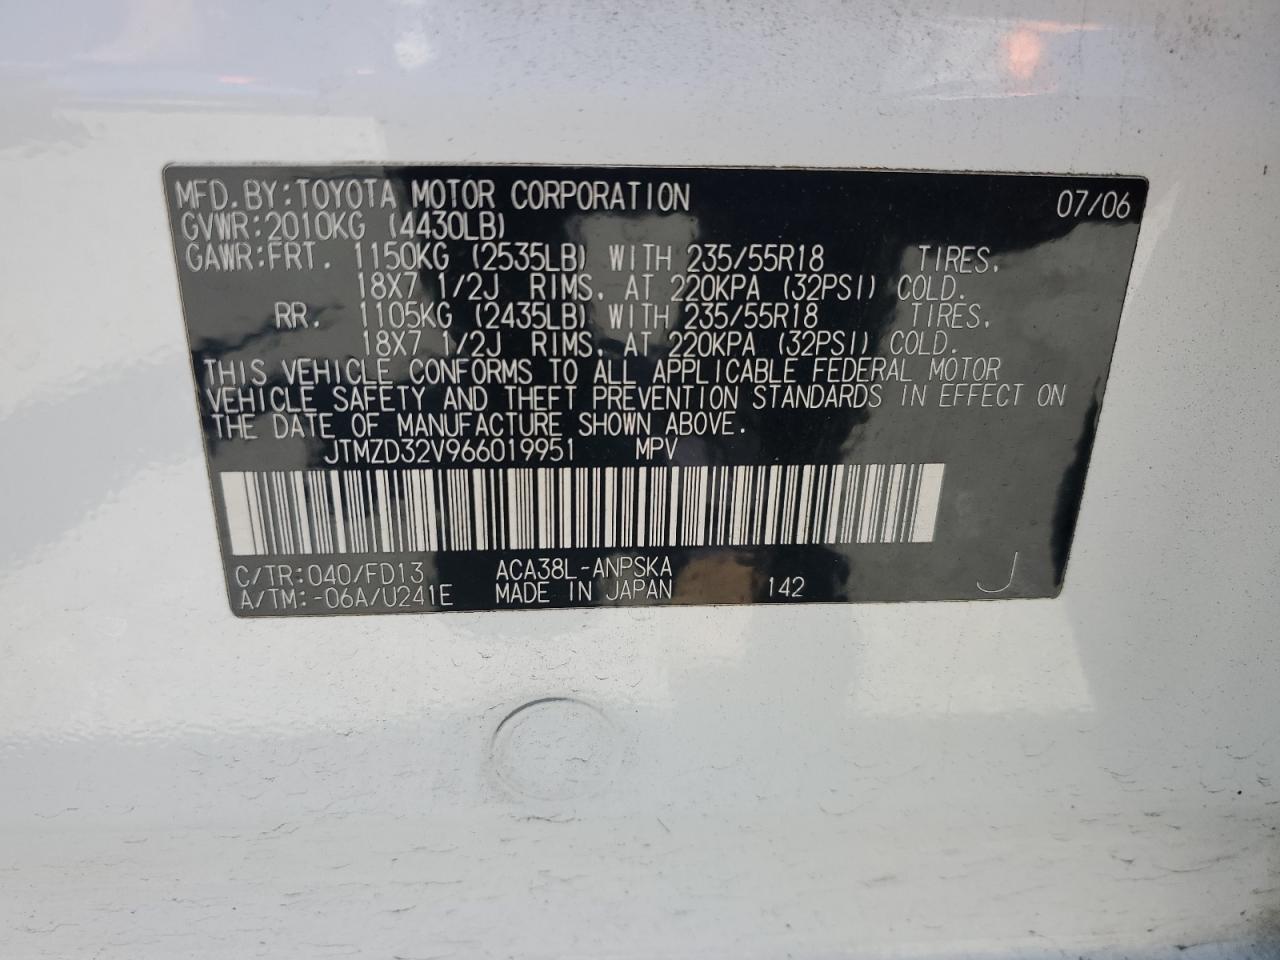 MFD.BY:TOYOTA MOTOR CORPORATION 07/06
GVWR:2010KG (4430LB)
GAWR:FRT. 1150KG (2535LB) WITH 235/55R18 TIRES.
18X7 1/2J RIMS. AT 220KPA (32PSI) COLD.
RR. 1105KG (2435LB) WITH 235/55R18 TIRES.
18X7 1/2J RIMS. AT 220KPA (32PSI) COLD.
THIS VEHICLE CONFORMS TO ALL APPLICABLE FEDERAL MOTOR
VEHICLE SAFETY AND THEFT PREVENTION STANDARDS IN EFFECT ON
THE DATE OF MANUFACTURE SHOWN ABOVE.
JTMZD32V966019951 MPV
C/TR:040/FD13 ACA38L-ANPSKA
A/TM:-06A/U241E MADE IN JAPAN 142 J